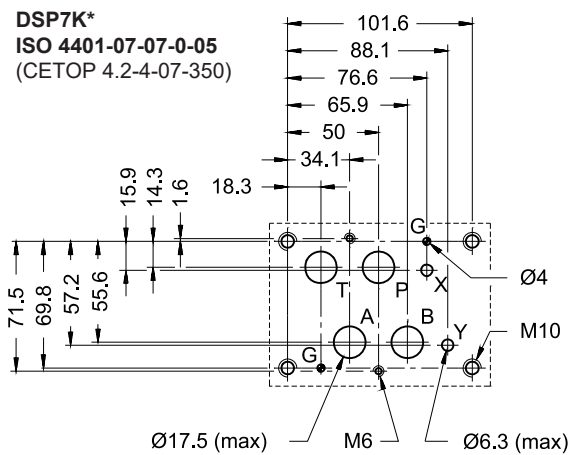 DSP7K*
ISO 4401-07-07-0-05
(CETOP 4.2-4-07-350)
101.6
88.1
76.6
65.9
50
34.1
18.3
15.9
14.3
1.6
G
Ø4
T
P
X
71.5
69.8
57.2
55.6
A
B
Y
M10
G
Ø17.5 (max)
M6
Ø6.3 (max)